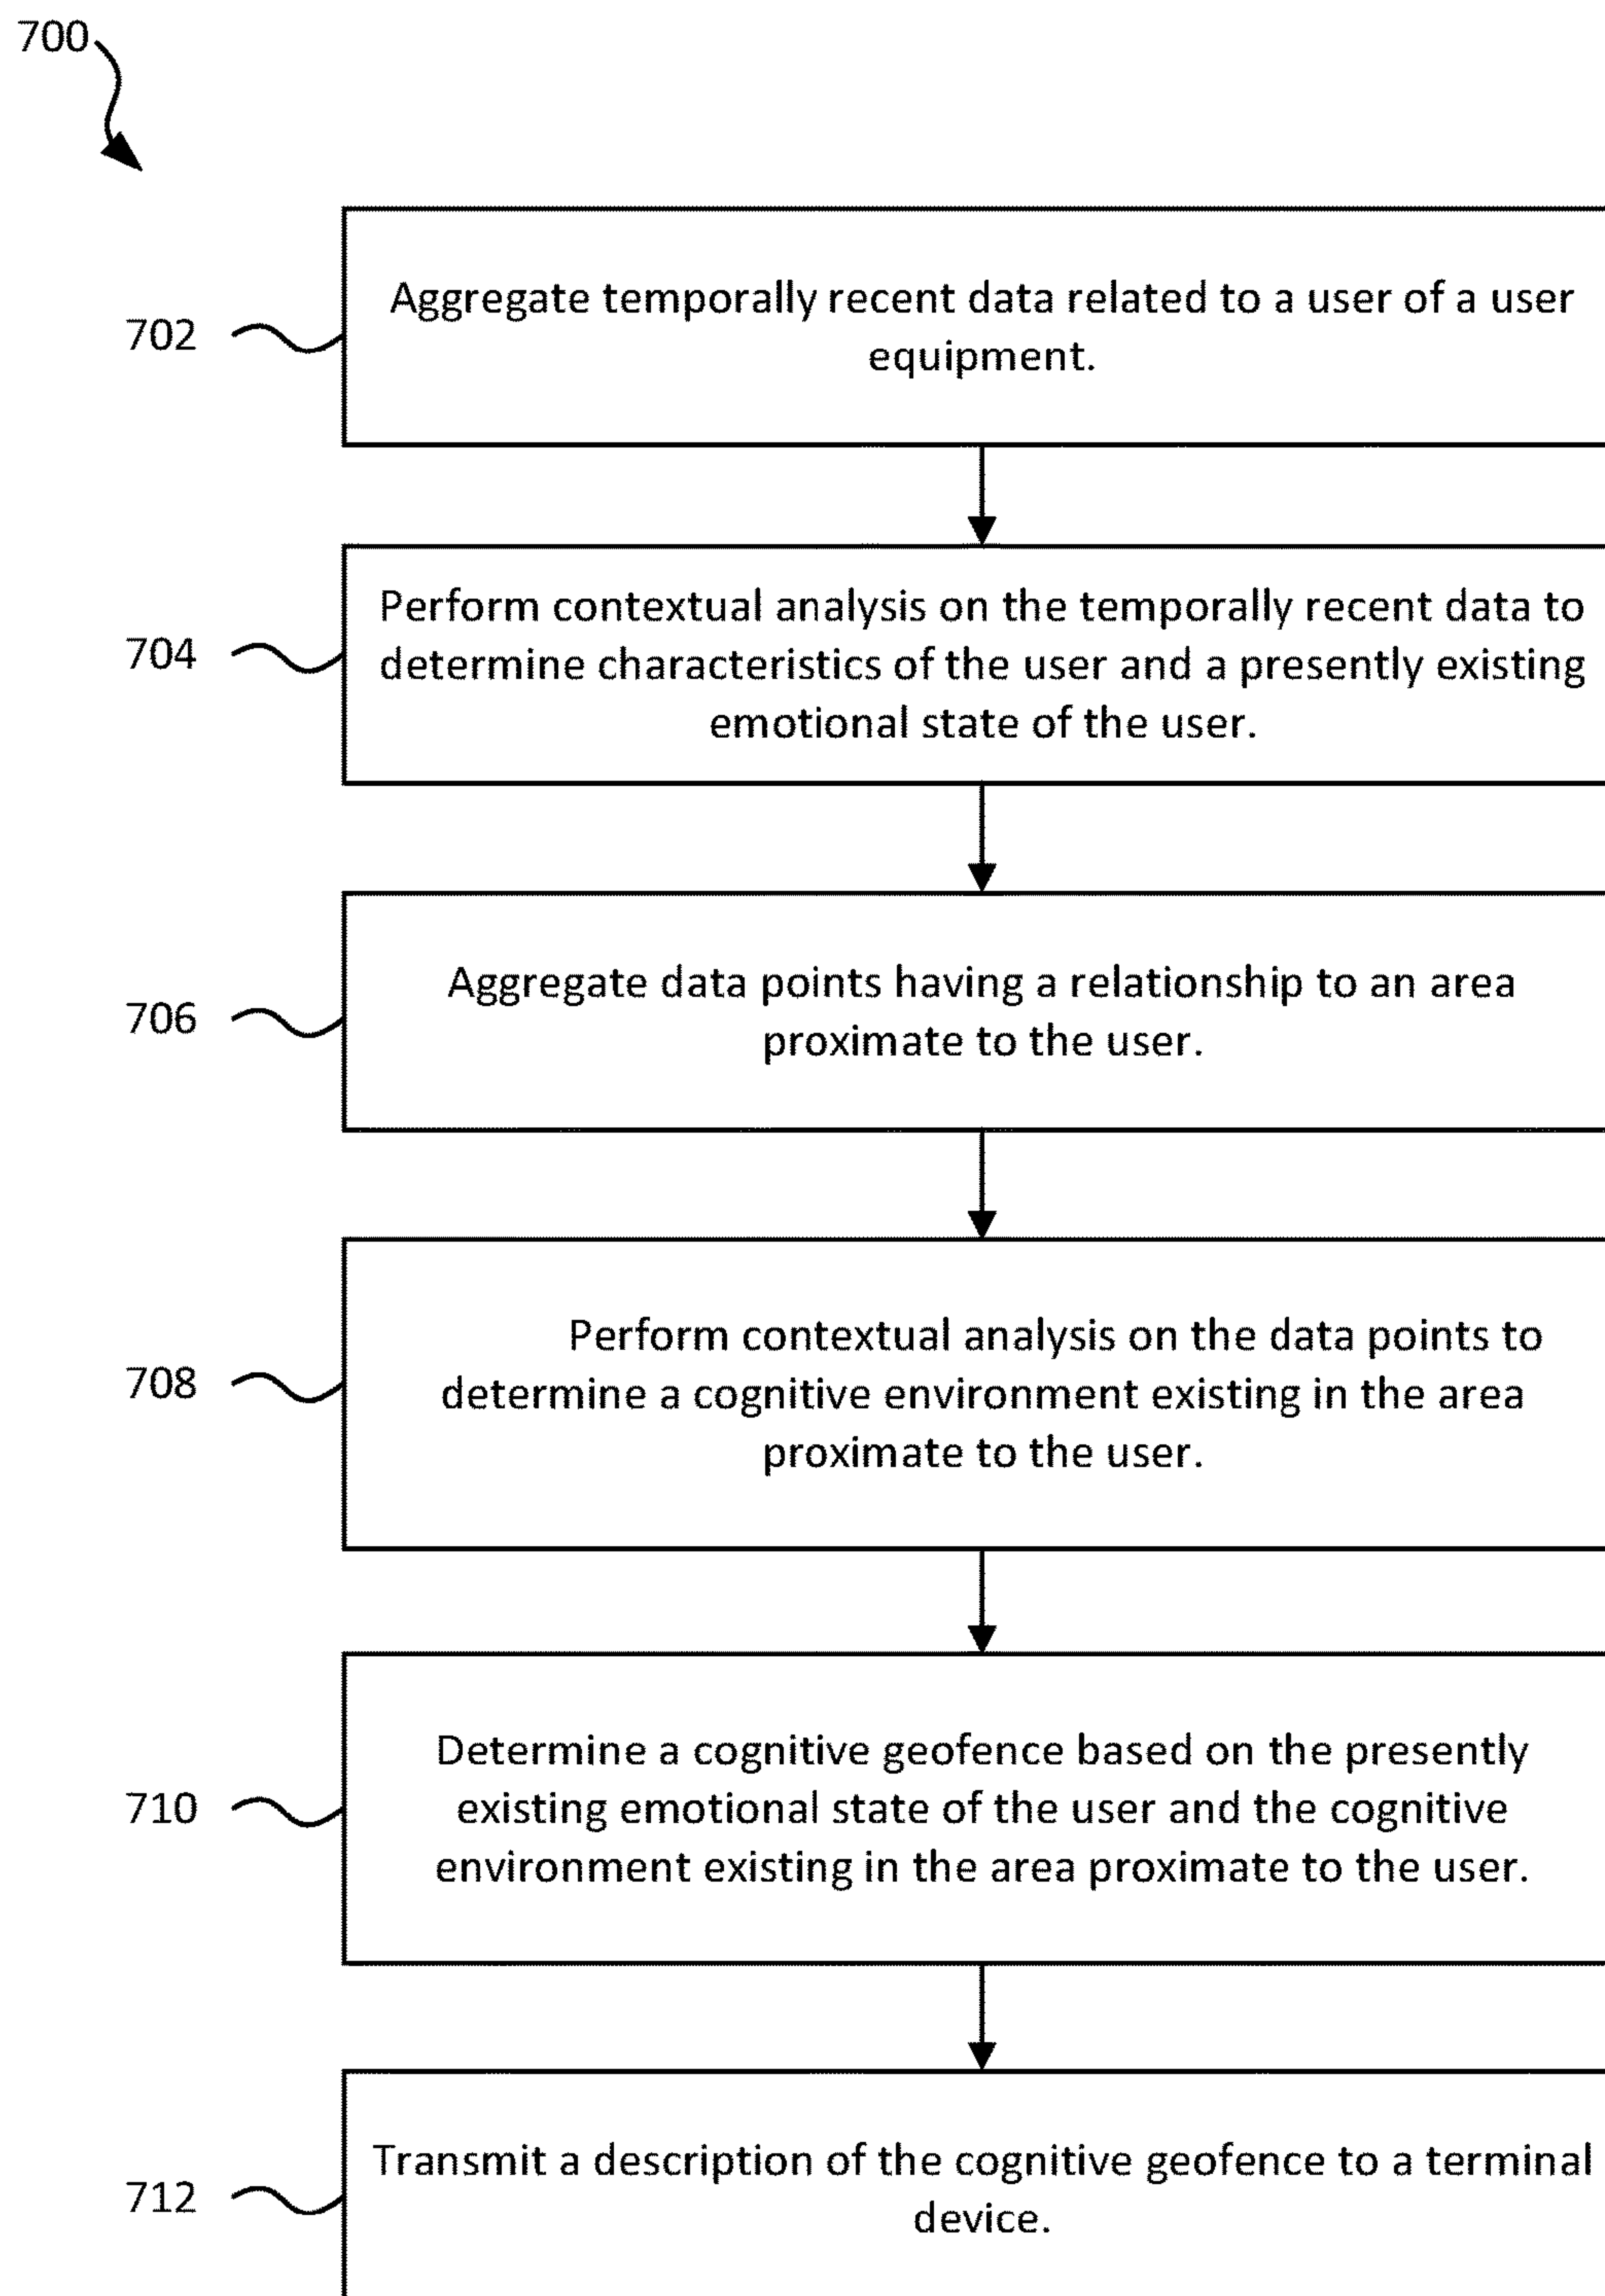 700
702
Aggregate temporally recent data related to a user of a user
equipment.
704
Perform contextual analysis on the temporally recent data to
determine characteristics of the user and a presently existing
emotional state of the user.
706
Aggregate data points having a relationship to an area
proximate to the user.
708
Perform contextual analysis on the data points to
determine a cognitive environment existing in the area
proximate to the user.
710
Determine a cognitive geofence based on the presently
existing emotional state of the user and the cognitive
environment existing in the area proximate to the user.
712
Transmit a description of the cognitive geofence to a terminal
device.